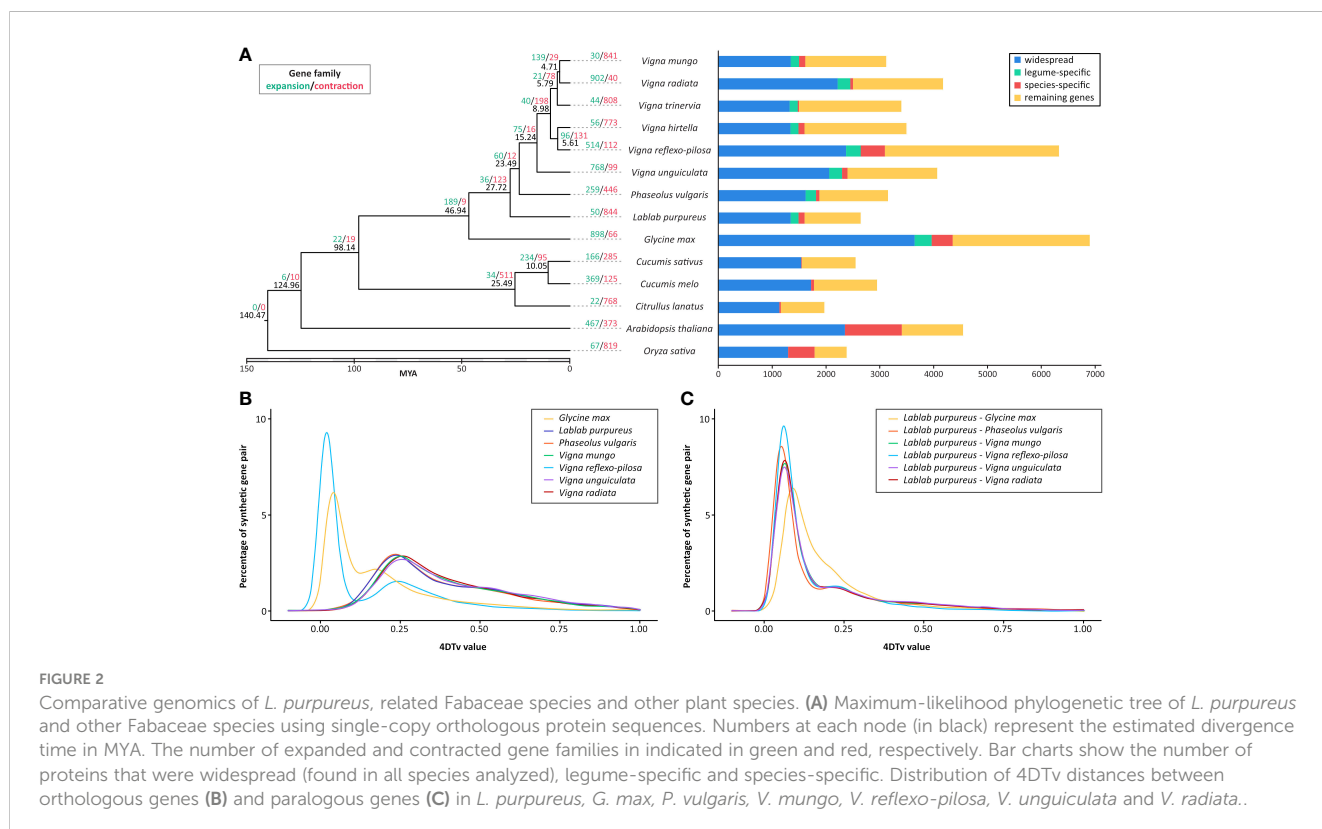 A
Gene family
expansion/contraction
139/29
4.71
21/78
5.79
40/198
8.98
75/16
15.24
96/131
5.61
60/12
23.49
36/123
27.72
189/9
46.94
22/19
98.14
234/95
10.05
34/511
25.49
6/10
124.96
0/0
140.47
30/841
902/40
44/808
56/773
514/112
768/99
259/446
50/844
898/66
166/285
369/125
22/768
467/373
67/819
Vigna mungo
Vigna radiata
Vigna trinervia
Vigna hirtella
Vigna reflexo-pilosa
Vigna unguiculata
Phaseolus vulgaris
Lablab purpureus
Glycine max
Cucumis sativus
Cucumis melo
Citrullus lanatus
Arabidopsis thaliana
Oryza sativa
150 100 50 0
MYA
widespread
legume-specific
species-specific
remaining genes
0 1000 2000 3000 4000 5000 6000 7000
B
Percentage of synthetic gene pair
10
5
0
Glycine max
Lablab purpureus
Phaseolus vulgaris
Vigna mungo
Vigna reflexo-pilosa
Vigna unguiculata
Vigna radiata
0.00 0.25 0.50 0.75 1.00
4DTv value
C
Percentage of synthetic gene pair
10
5
0
Lablab purpureus - Glycine max
Lablab purpureus - Phaseolus vulgaris
Lablab purpureus - Vigna mungo
Lablab purpureus - Vigna reflexo-pilosa
Lablab purpureus - Vigna unguiculata
Lablab purpureus - Vigna radiata
0.00 0.25 0.50 0.75 1.00
4DTv value
FIGURE 2
Comparative genomics of L. purpureus, related Fabaceae species and other plant species. (A) Maximum-likelihood phylogenetic tree of L. purpureus
and other Fabaceae species using single-copy orthologous protein sequences. Numbers at each node (in black) represent the estimated divergence
time in MYA. The number of expanded and contracted gene families in indicated in green and red, respectively. Bar charts show the number of
proteins that were widespread (found in all species analyzed), legume-specific and species-specific. Distribution of 4DTv distances between
orthologous genes (B) and paralogous genes (C) in L. purpureus, G. max, P. vulgaris, V. mungo, V. reflexo-pilosa, V. unguiculata and V. radiata..